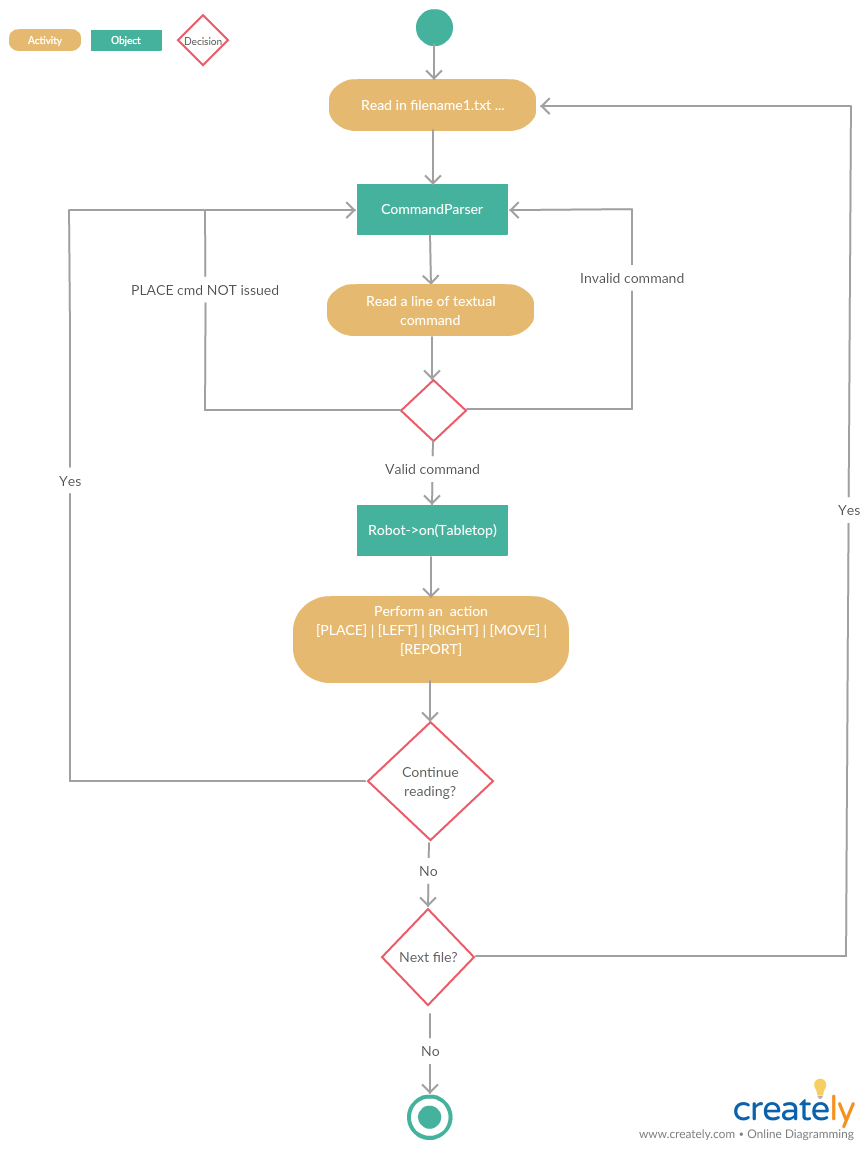 Activity
Object
Decision
Read in filename1.txt ...
CommandParser
PLACE cmd NOT issued
Invalid command
Read a line of textual
command
Valid command
Yes
Yes
Robot->on(Tabletop)
Perform an  action
[PLACE] | [LEFT] | [RIGHT] | [MOVE] |
[REPORT]
Continue
reading?
No
Next file?
No
creately
www.creately.com • Online Diagramming